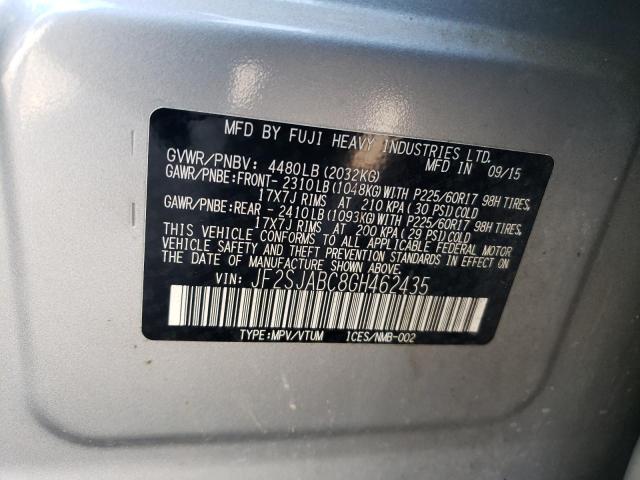 MFD BY FUJI HEAVY INDUSTRIES LTD.
MFD IN 09/15
GVWR/PNBV: 4480LB(2032KG)
GAWR/PNBE:FRONT- 2310LB(1048KG)WITH P225/60R17 98H TIRES,
17X7J RIMS AT 210 KPA(30 PSI)COLD
GAWR/PNBE:REAR - 2410LB(1093KG)WITH P225/60R17 98H TIRES,
17X7J RIMS AT 200 KPA(29 PSI)COLD
THIS VEHICLE CONFORMS TO ALL APPLICABLE FEDERAL MOTOR
VEHICLE SAFETY AND THEFT PREVENTION STANDARDS IN EFFECT ON
THE DATE OF MANUFACTURE SHOWN ABOVE.
VIN: JF2SJABC8GH462435
TYPE:MPV/VTUM ICES/NMB-002